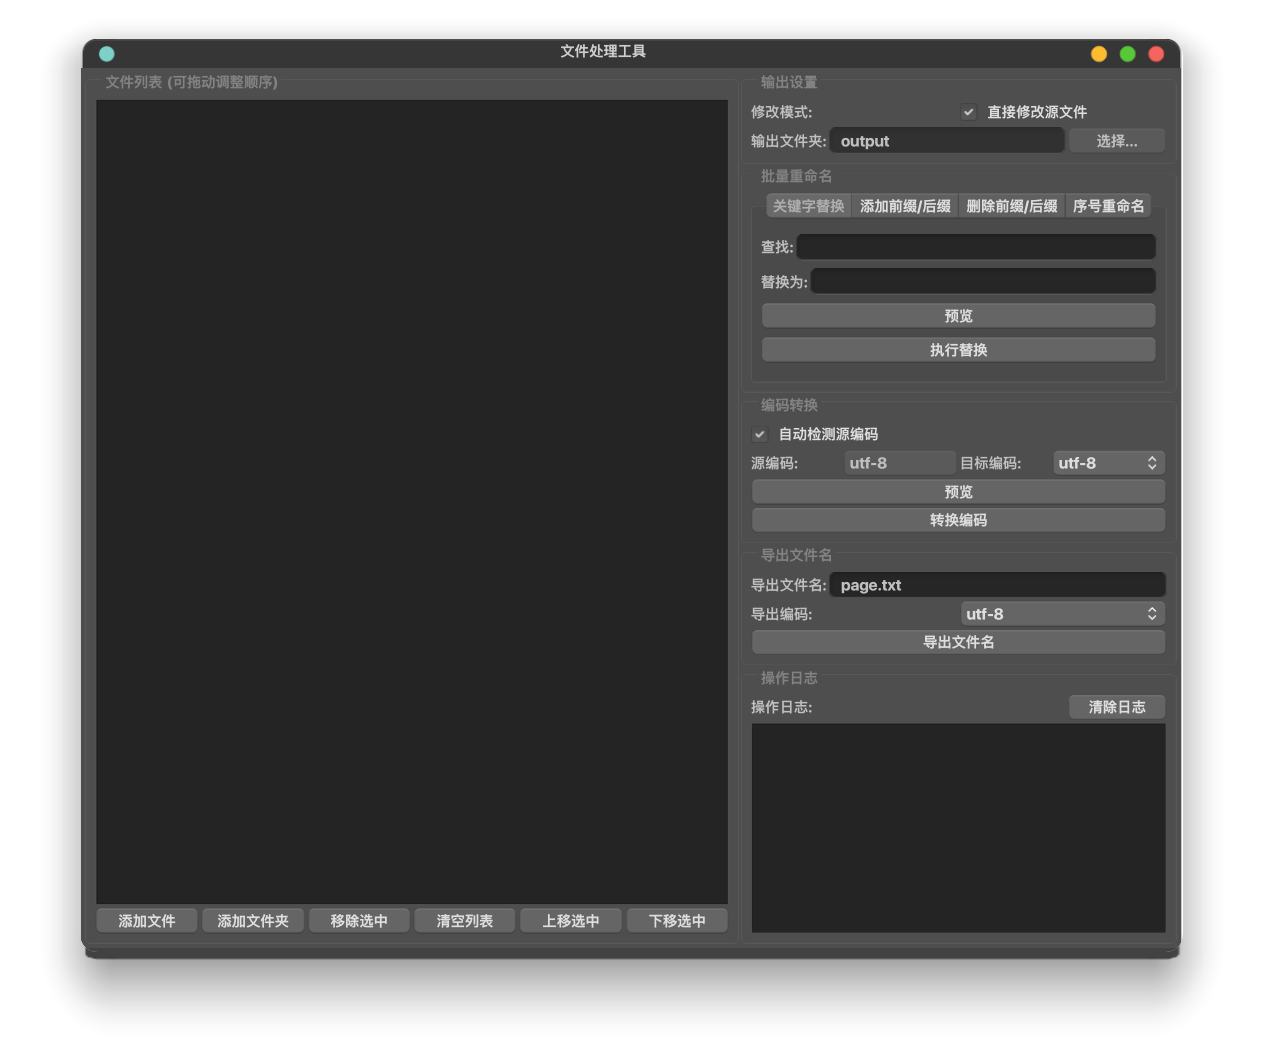 文件处理工具
文件列表 (可拖动调整顺序)
添加文件 添加文件夹 移除选中 清空列表 上移选中 下移选中
输出设置
修改模式: 直接修改源文件
输出文件夹: output 选择...
批量重命名
关键字替换 添加前缀/后缀 删除前缀/后缀 序号重命名
查找:
替换为:
预览
执行替换
编码转换
自动检测源编码
源编码: utf-8 目标编码: utf-8
预览
转换编码
导出文件名
导出文件名: page.txt
导出编码: utf-8
导出文件名
操作日志
操作日志: 清除日志